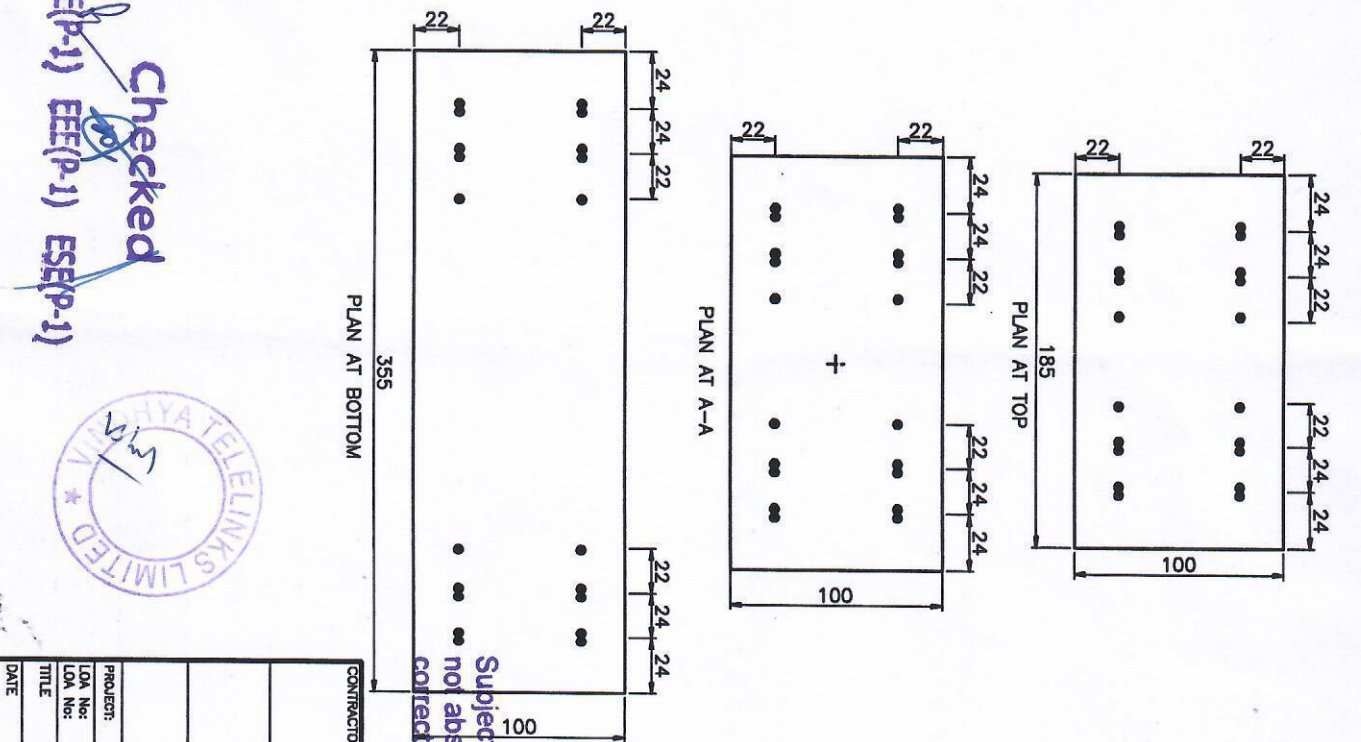 22
22
24
24
22
22
24
24
185
100
PLAN AT TOP
22
22
24
24
22
22
24
24
100
PLAN AT A-A
22
22
24
24
22
22
24
24
355
100
PLAN AT BOTTOM
Checked
E(P-1) EEE(P-1) ESE(P-1)
VINDHYA TELELINKS LIMITED ★
Subjec
not abs
correct
CONTRACTO
PROJECT:
LOA No:
LOA No:
TITLE
DATE